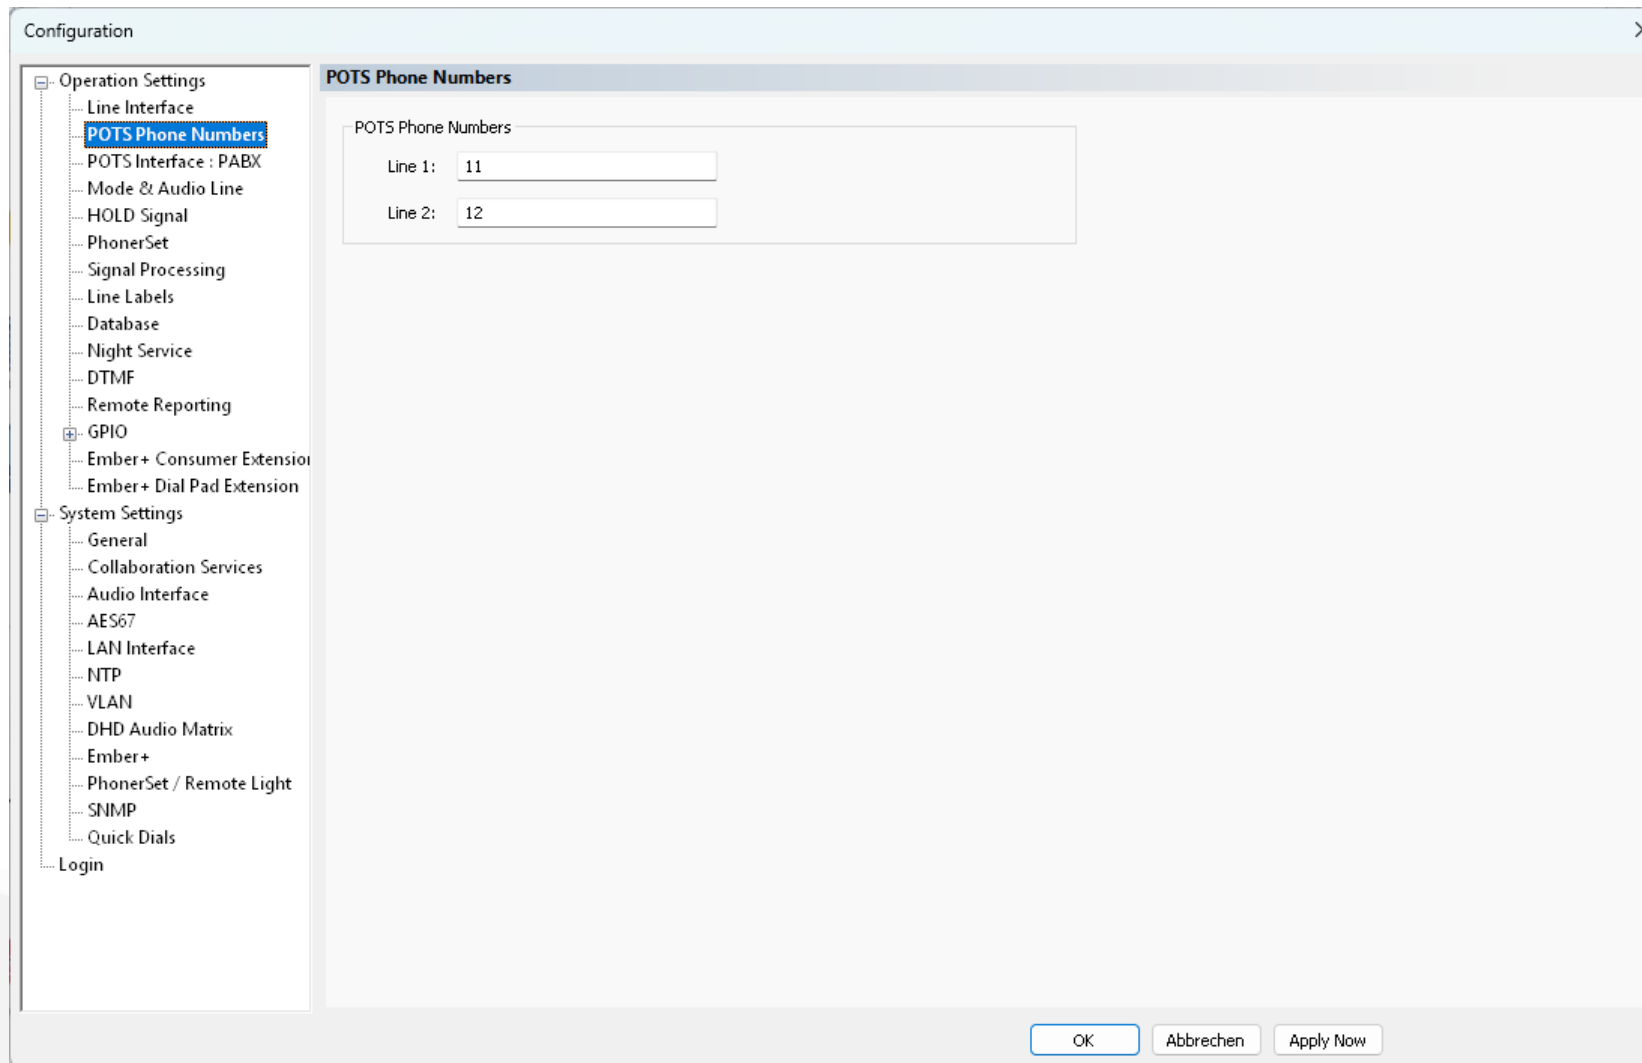 Configuration
Operation Settings
Line Interface
POTS Phone Numbers
POTS Interface : PABX
Mode & Audio Line
HOLD Signal
PhonerSet
Signal Processing
Line Labels
Database
Night Service
DTMF
Remote Reporting
GPIO
Ember+ Consumer Extension
Ember+ Dial Pad Extension
System Settings
General
Collaboration Services
Audio Interface
AES67
LAN Interface
NTP
VLAN
DHD Audio Matrix
Ember+
PhonerSet / Remote Light
SNMP
Quick Dials
Login
POTS Phone Numbers
POTS Phone Numbers
Line 1: 11
Line 2: 12
OK Abbrechen Apply Now